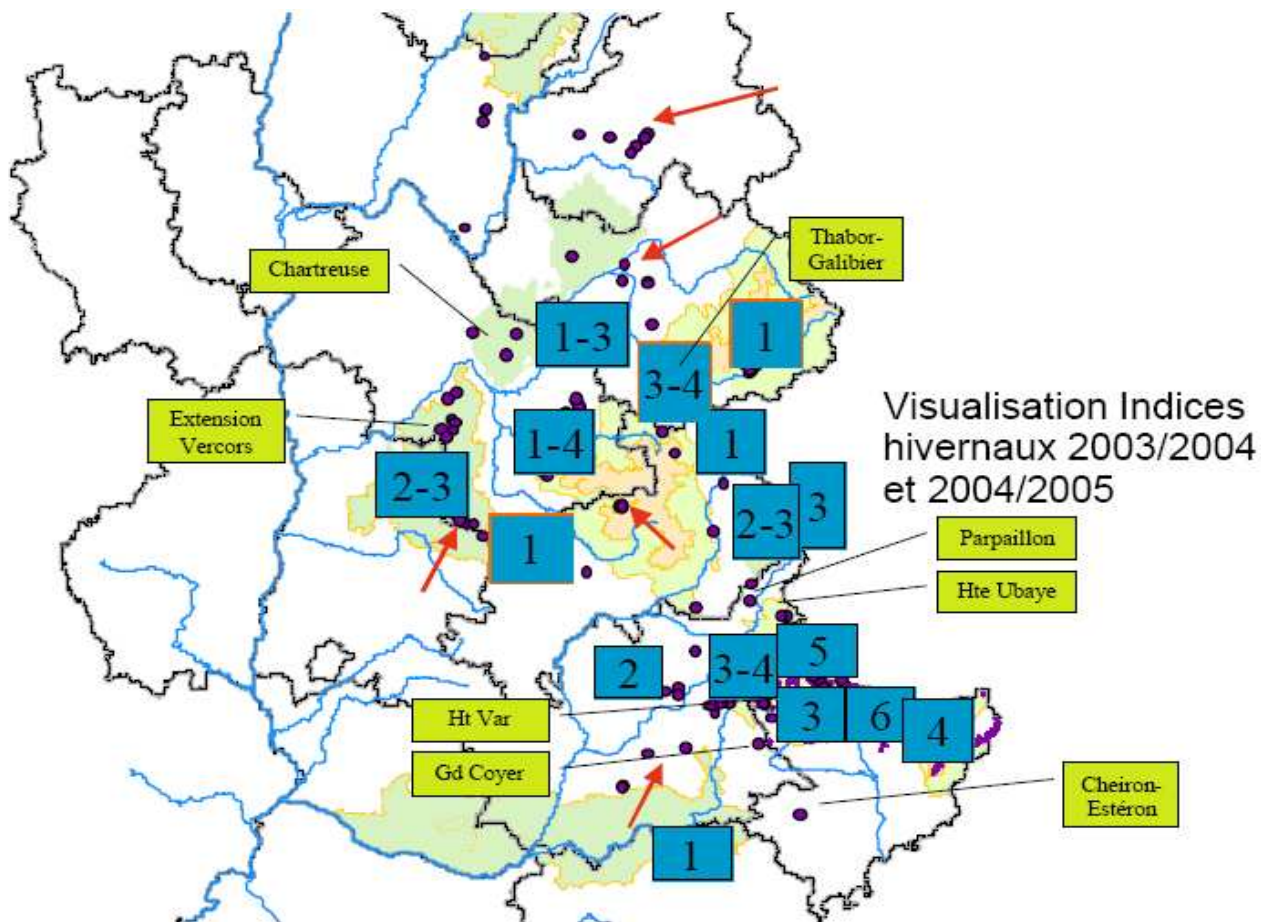 Chartreuse
Thabor-
Galibier
1-3
1
3-4
Extension
Vercors
1-4
1
Visualisation Indices
hivernaux 2003/2004
et 2004/2005
2-3
2-3
3
1
Parpaillon
Hte Ubaye
2
3-4
5
Ht Var
3
6
4
Gd Coyer
Cheiron-
Estéron
1